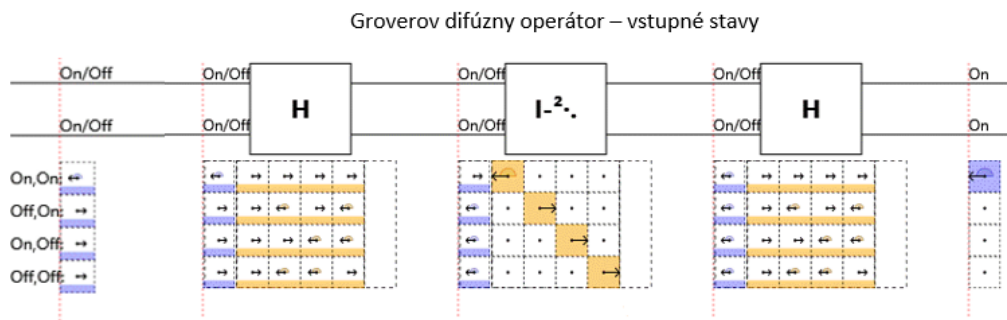 Groverov difúzny operátor – vstupné stavy
On/Off On/Off On/Off On/Off On
H I-²·. H
On/Off On/Off On/Off On/Off On
On,On:
Off,On:
On,Off:
Off,Off: